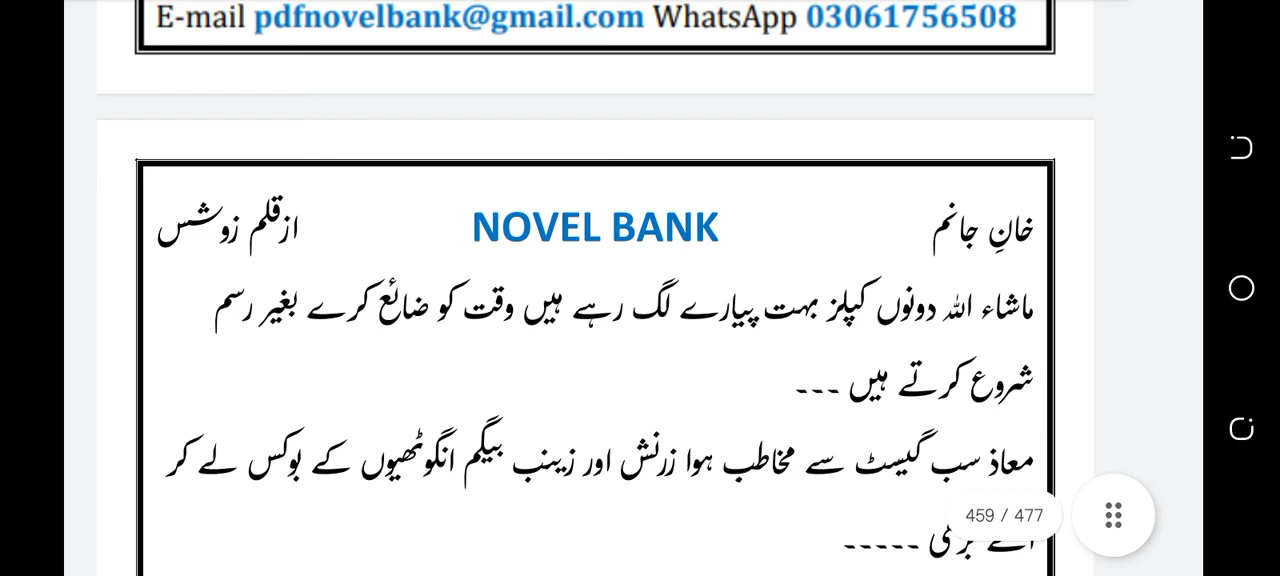 E-mail pdfnovelbank@gmail.com WhatsApp 03061756508
خانِ جانم NOVEL BANK ازقلم زوشس
ماشاء اللہ دونوں کپلز بہت پیارے لگ رہے ہیں وقت کو ضائع کرے بغیر رسم
شروع کرتے ہیں ---
معاذ سب گیسٹ سے مخاطب ہوا زرنش اور زینب بیگم انگوٹھیوں کے بوکس لے کر
459 / 477
-----